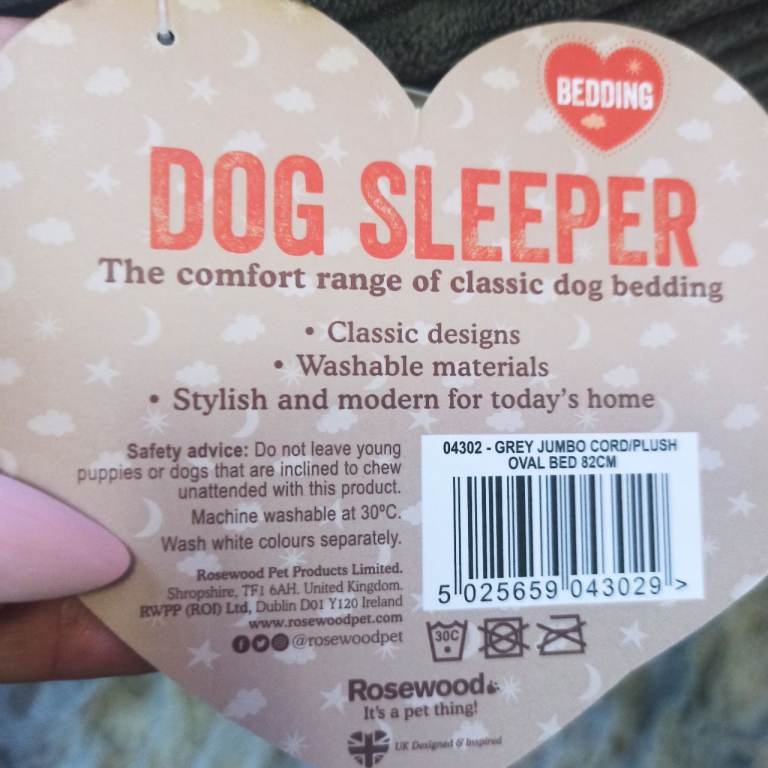 BEDDING
DOG SLEEPER
The comfort range of classic dog bedding
• Classic designs
• Washable materials
• Stylish and modern for today's home
Safety advice: Do not leave young
puppies or dogs that are inclined to chew
unattended with this product.
Machine washable at 30ºC.
Wash white colours separately.
Rosewood Pet Products Limited.
Shropshire, TF1 6AH. United Kingdom.
RWPP (ROI) Ltd, Dublin D01 Y120 Ireland
www.rosewoodpet.com
@rosewoodpet
04302 - GREY JUMBO CORD/PLUSH
OVAL BED 82CM
5 025659 043029 >
30C
Rosewood
It's a pet thing!
UK Designed & Inspired